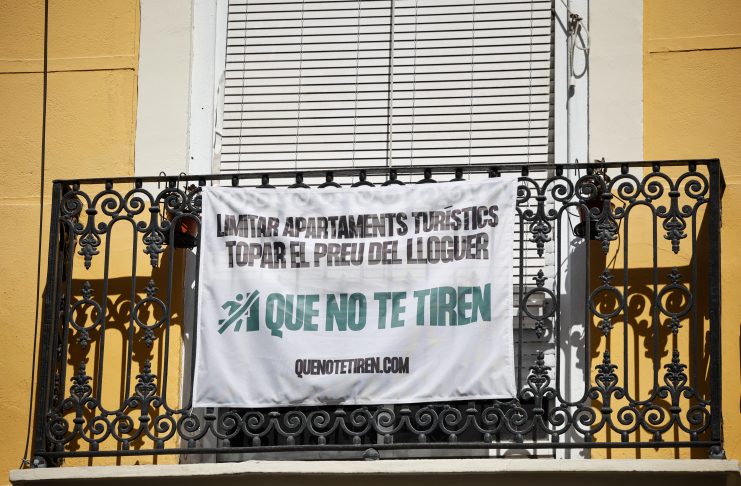 LIMITAR APARTAMENTS TURÍSTICS
TOPAR EL PREU DEL LLOGUER
QUE NO TE TIREN
QUENOTETIREN.COM